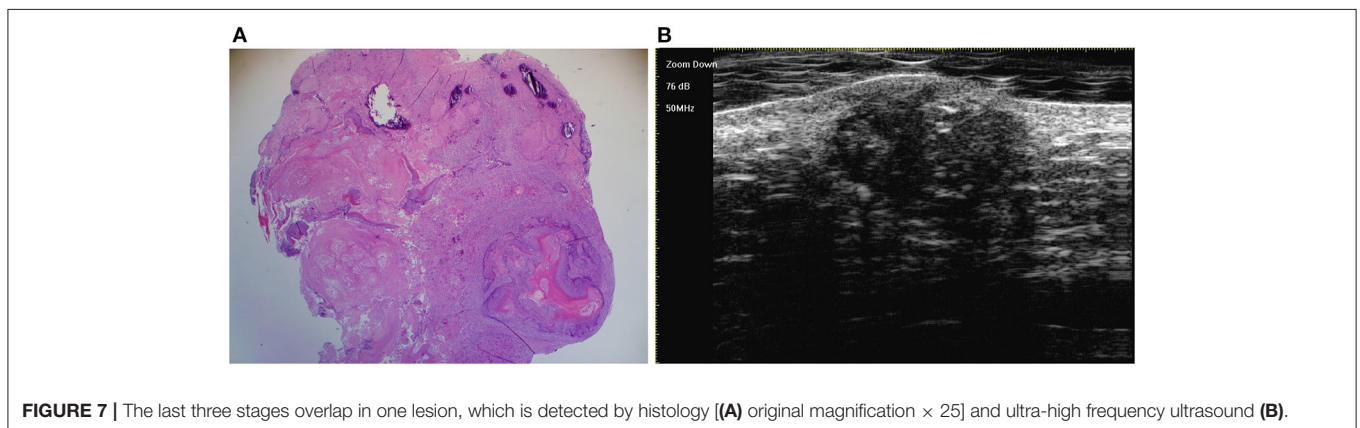 A
B
Zoom Down
76 dB
50MHz
FIGURE 7 | The last three stages overlap in one lesion, which is detected by histology [(A) original magnification × 25] and ultra-high frequency ultrasound (B).